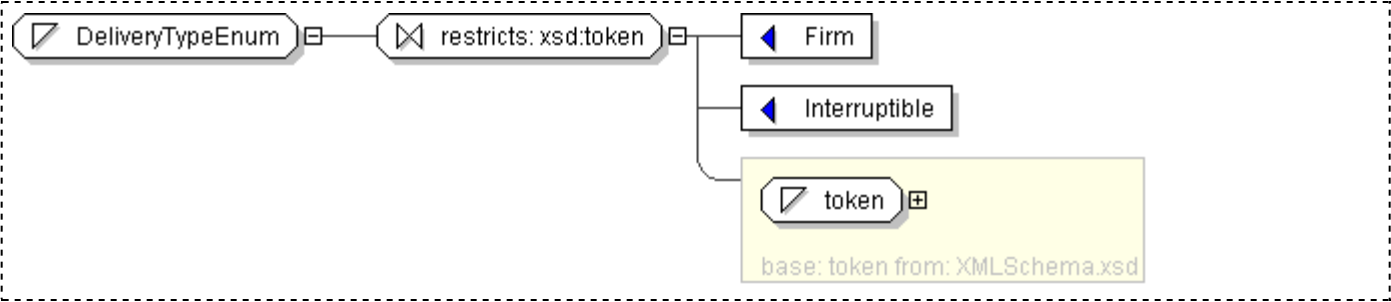 DeliveryTypeEnum
restricts: xsd:token
Firm
Interruptible
token
base: token from: XMLSchema.xsd